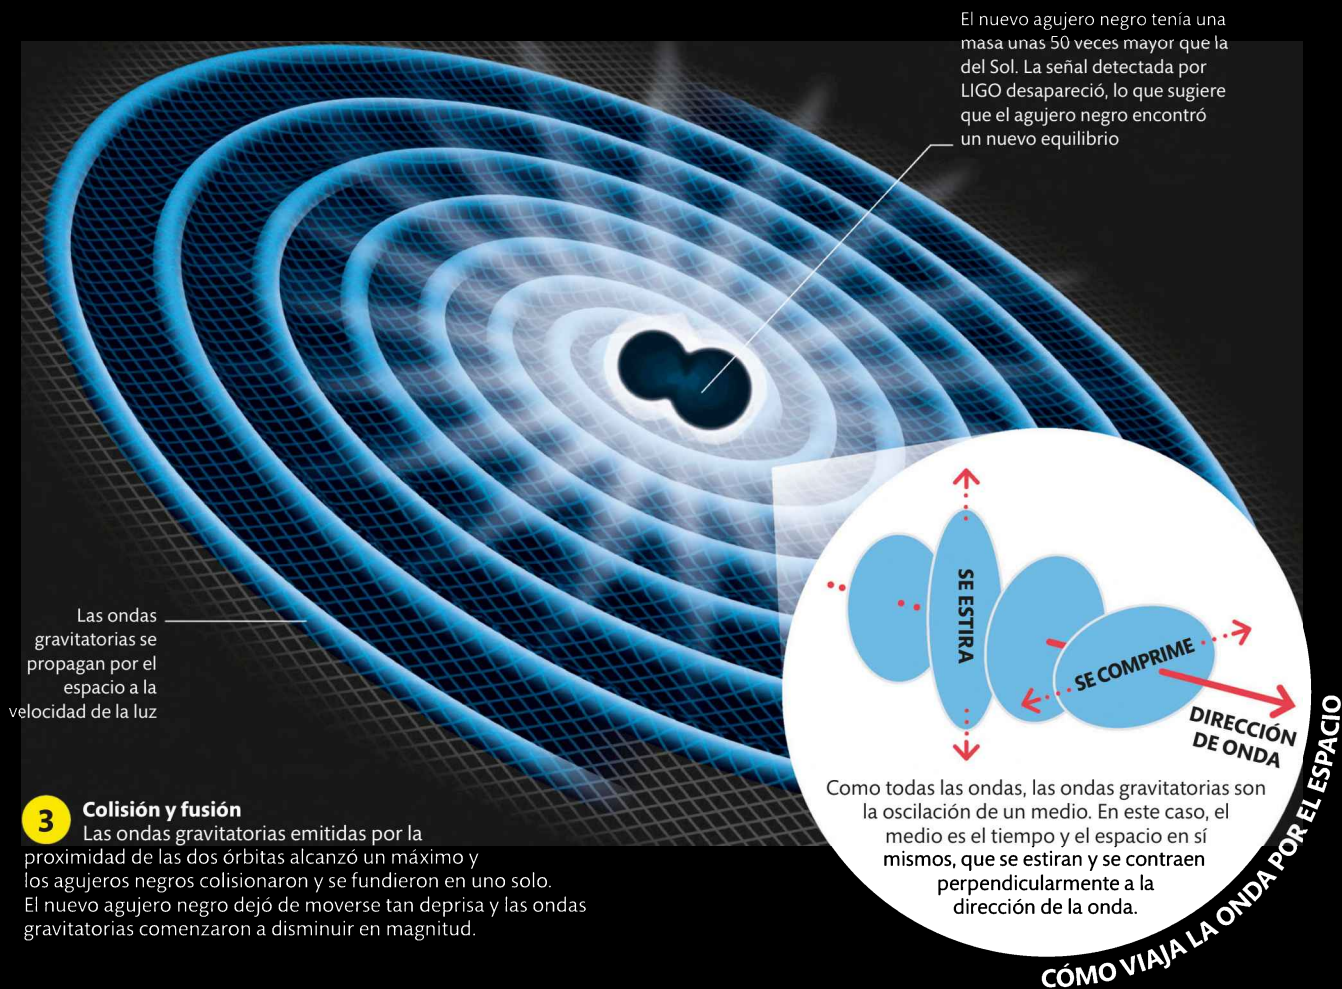 El nuevo agujero negro tenía una
masa unas 50 veces mayor que la
del Sol. La señal detectada por
LIGO desapareció, lo que sugiere
que el agujero negro encontró
un nuevo equilibrio
Las ondas
gravitatorias se
propagan por el
espacio a la
velocidad de la luz
3
Colisión y fusión
Las ondas gravitatorias emitidas por la
proximidad de las dos órbitas alcanzó un máximo y
los agujeros negros colisionaron y se fundieron en uno solo.
El nuevo agujero negro dejó de moverse tan deprisa y las ondas
gravitatorias comenzaron a disminuir en magnitud.
SE ESTIRA
SE COMPRIME
DIRECCIÓN
DE ONDA
Como todas las ondas, las ondas gravitatorias son
la oscilación de un medio. En este caso, el
medio es el tiempo y el espacio en sí
mismos, que se estiran y se contraen
perpendicularmente a la
dirección de la onda.
CÓMO VIAJA LA ONDA POR EL ESPACIO